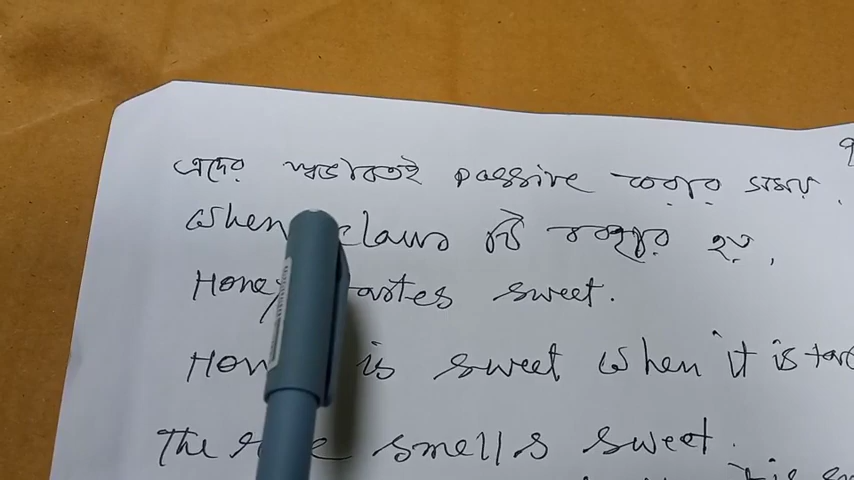 এদের স্বভাবতই passive করার সময়
When clause টি ব্যবহার হয়.
Honey tastes sweet.
is sweet when it is
The smells sweet.